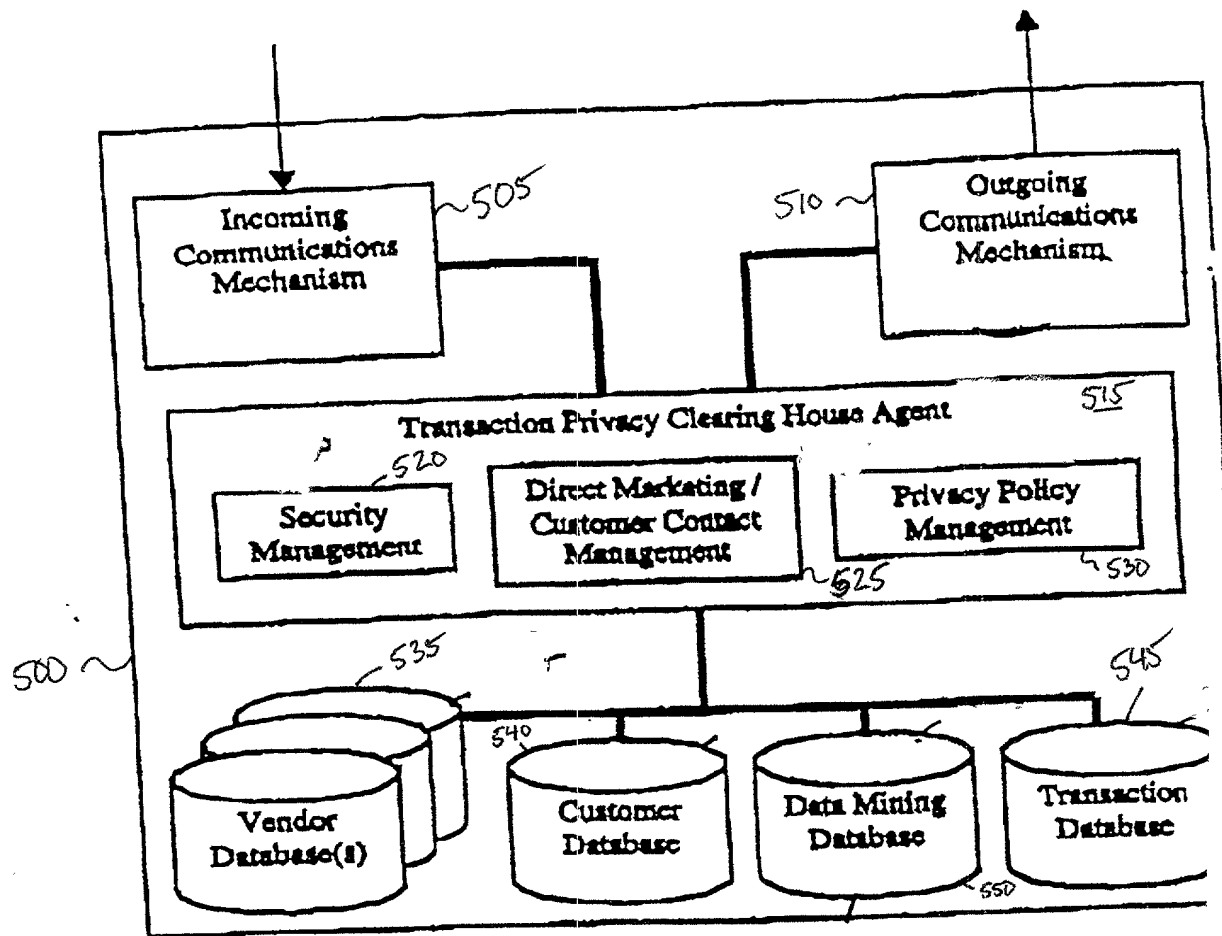 Incoming
Communications
Mechanism
505
510
Outgoing
Communications
Mechanism
Transaction Privacy Clearing House Agent
515
520
Security
Management
Direct Marketing /
Customer Contact
Management
525
Privacy Policy
Management
530
500
535
Vendor
Database(s)
540
Customer
Database
Data Mining
Database
550
545
Transaction
Database